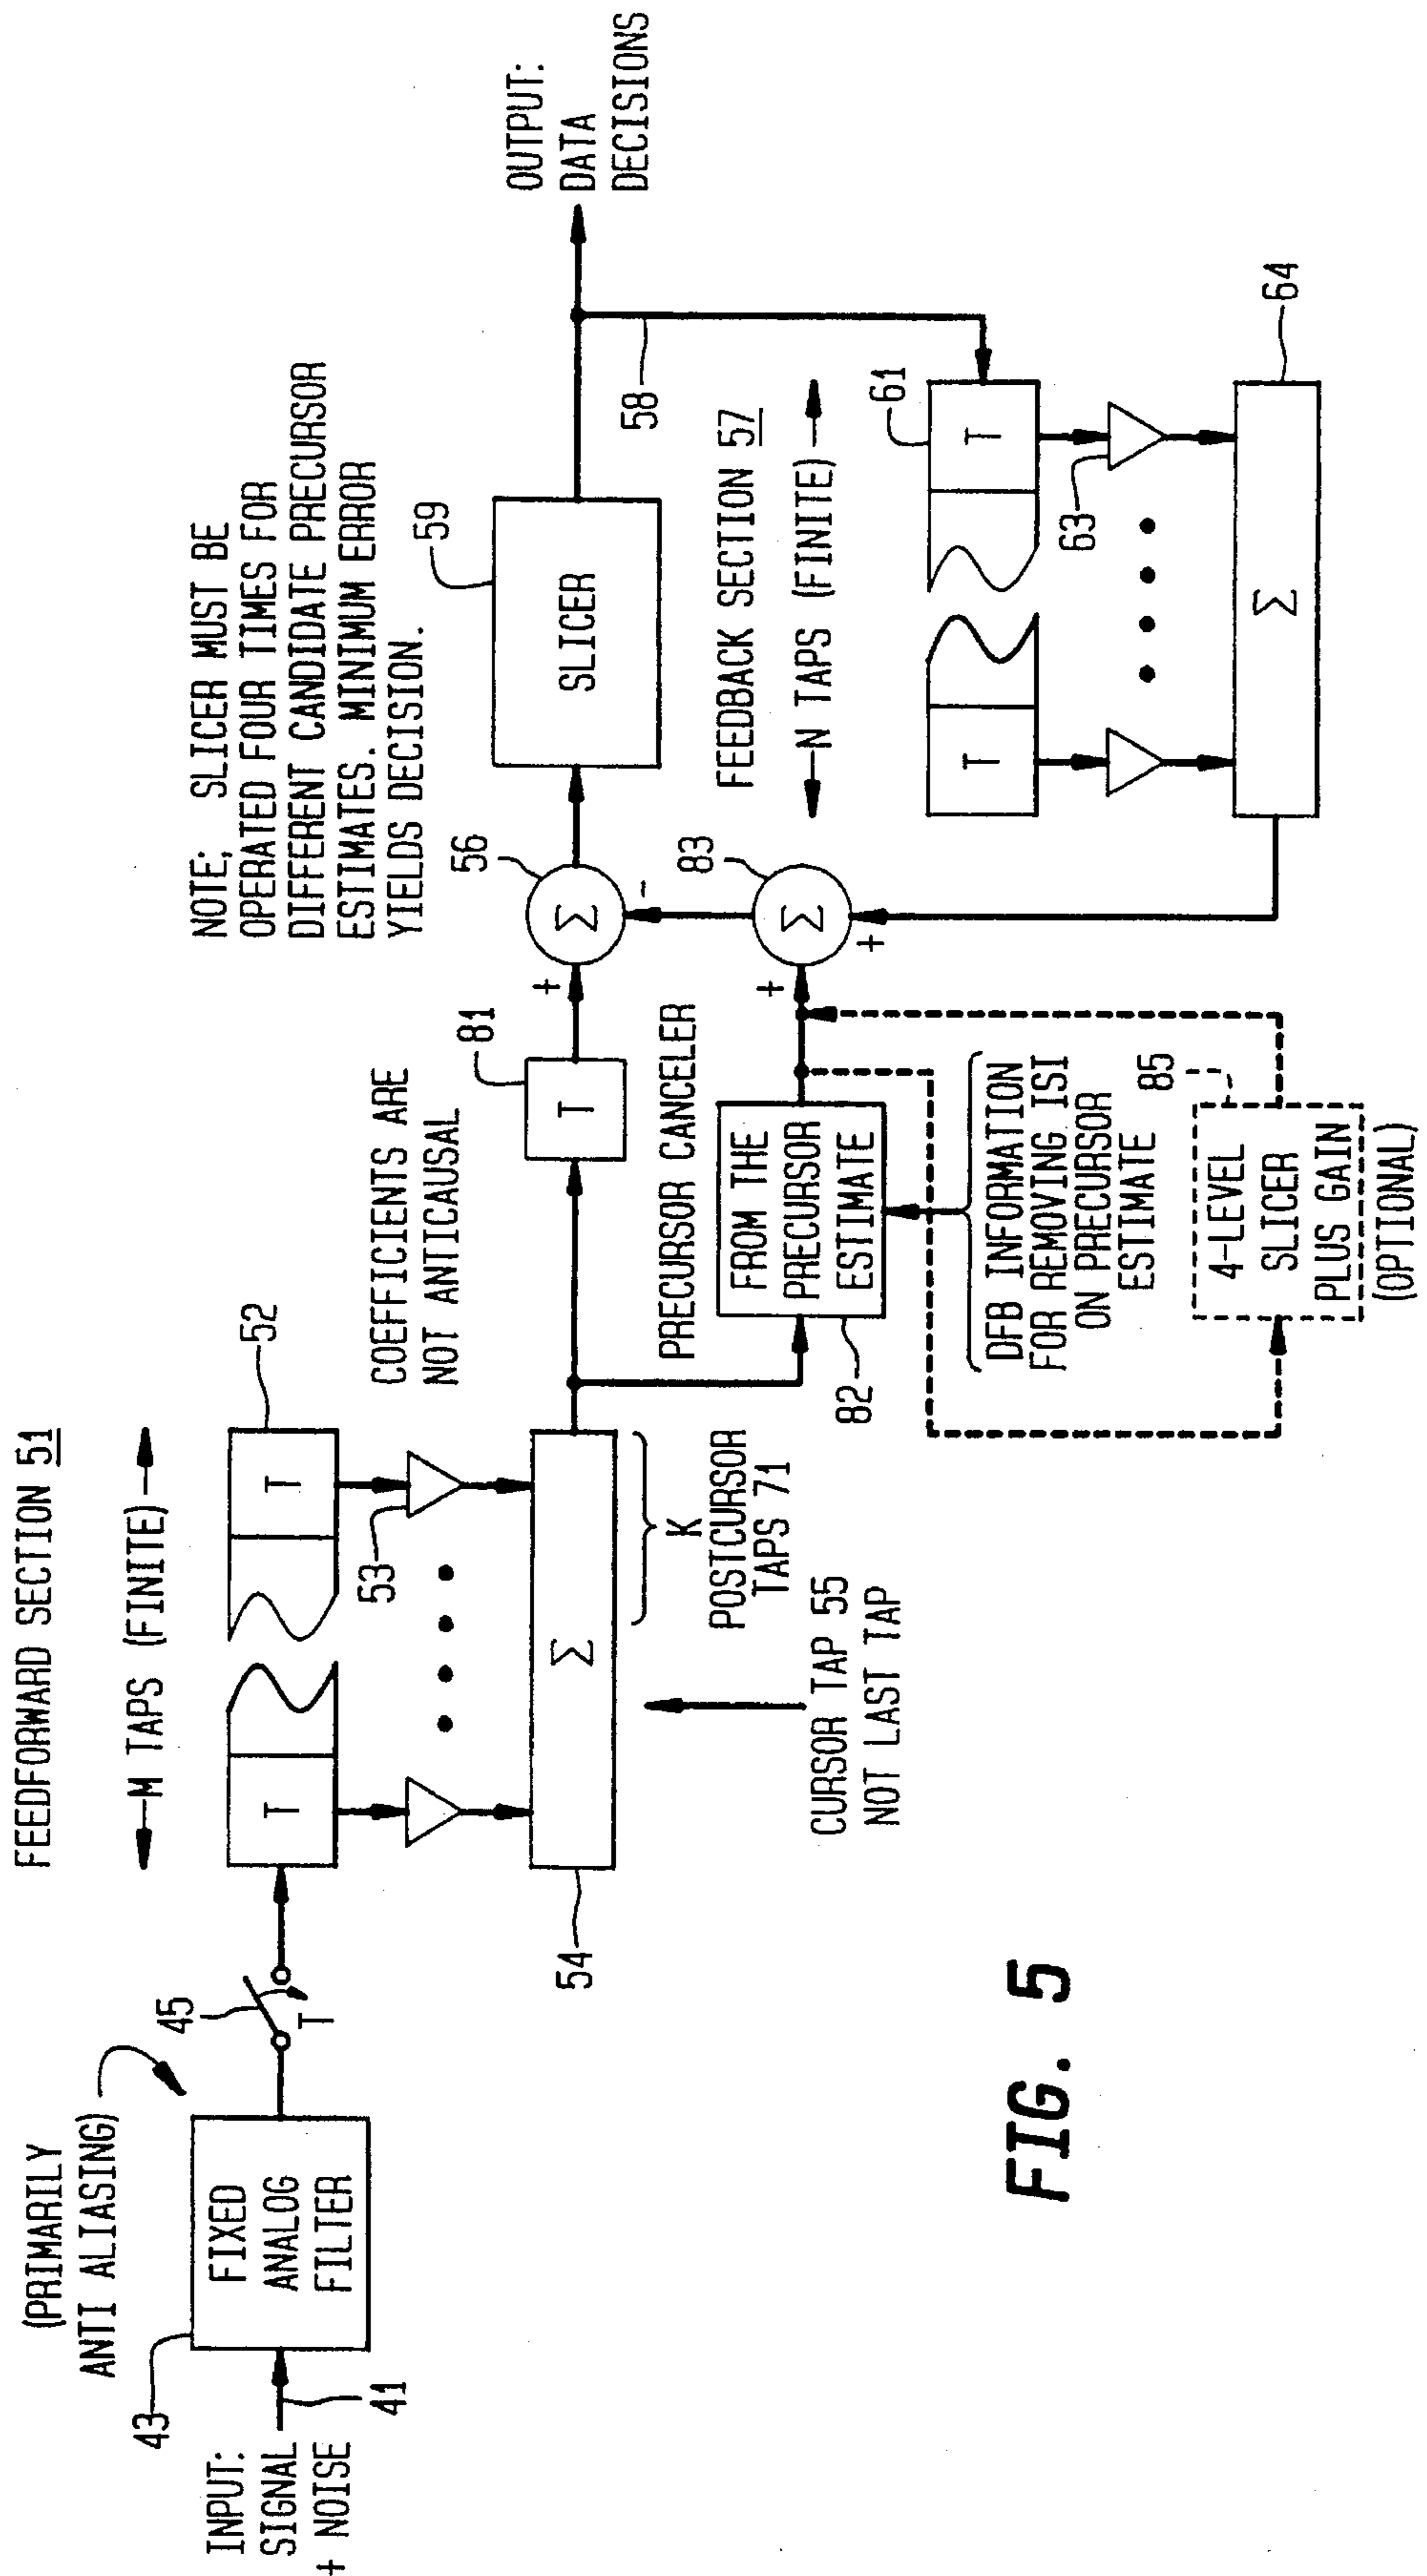 INPUT:
SIGNAL
+ NOISE
41
43
(PRIMARILY
ANTI ALIASING)
FIXED
ANALOG
FILTER
45
T
FEEDFORWARD SECTION 51
M TAPS (FINITE)
T
T
52
53
54
Σ
K
POSTCURSOR
TAPS 71
CURSOR TAP 55
NOT LAST TAP
COEFFICIENTS ARE
NOT ANTICAUSAL
T
81
+
Σ
56
-
NOTE; SLICER MUST BE
OPERATED FOUR TIMES FOR
DIFFERENT CANDIDATE PRECURSOR
ESTIMATES. MINIMUM ERROR
YIELDS DECISION.
SLICER
59
OUTPUT:
DATA
DECISIONS
58
PRECURSOR CANCELER
FROM THE
PRECURSOR
ESTIMATE
82
+
Σ
83
+
DFB INFORMATION
FOR REMOVING ISI
ON PRECURSOR
ESTIMATE
85
4-LEVEL
SLICER
PLUS GAIN
(OPTIONAL)
FEEDBACK SECTION 57
N TAPS (FINITE)
T
T
61
63
Σ
64
FIG. 5